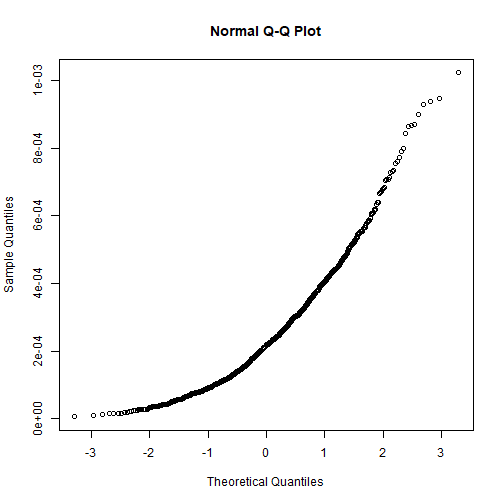 Normal Q-Q Plot
Sample Quantiles
1e-03
8e-04
6e-04
4e-04
2e-04
0e+00
-3 -2 -1 0 1 2 3
Theoretical Quantiles